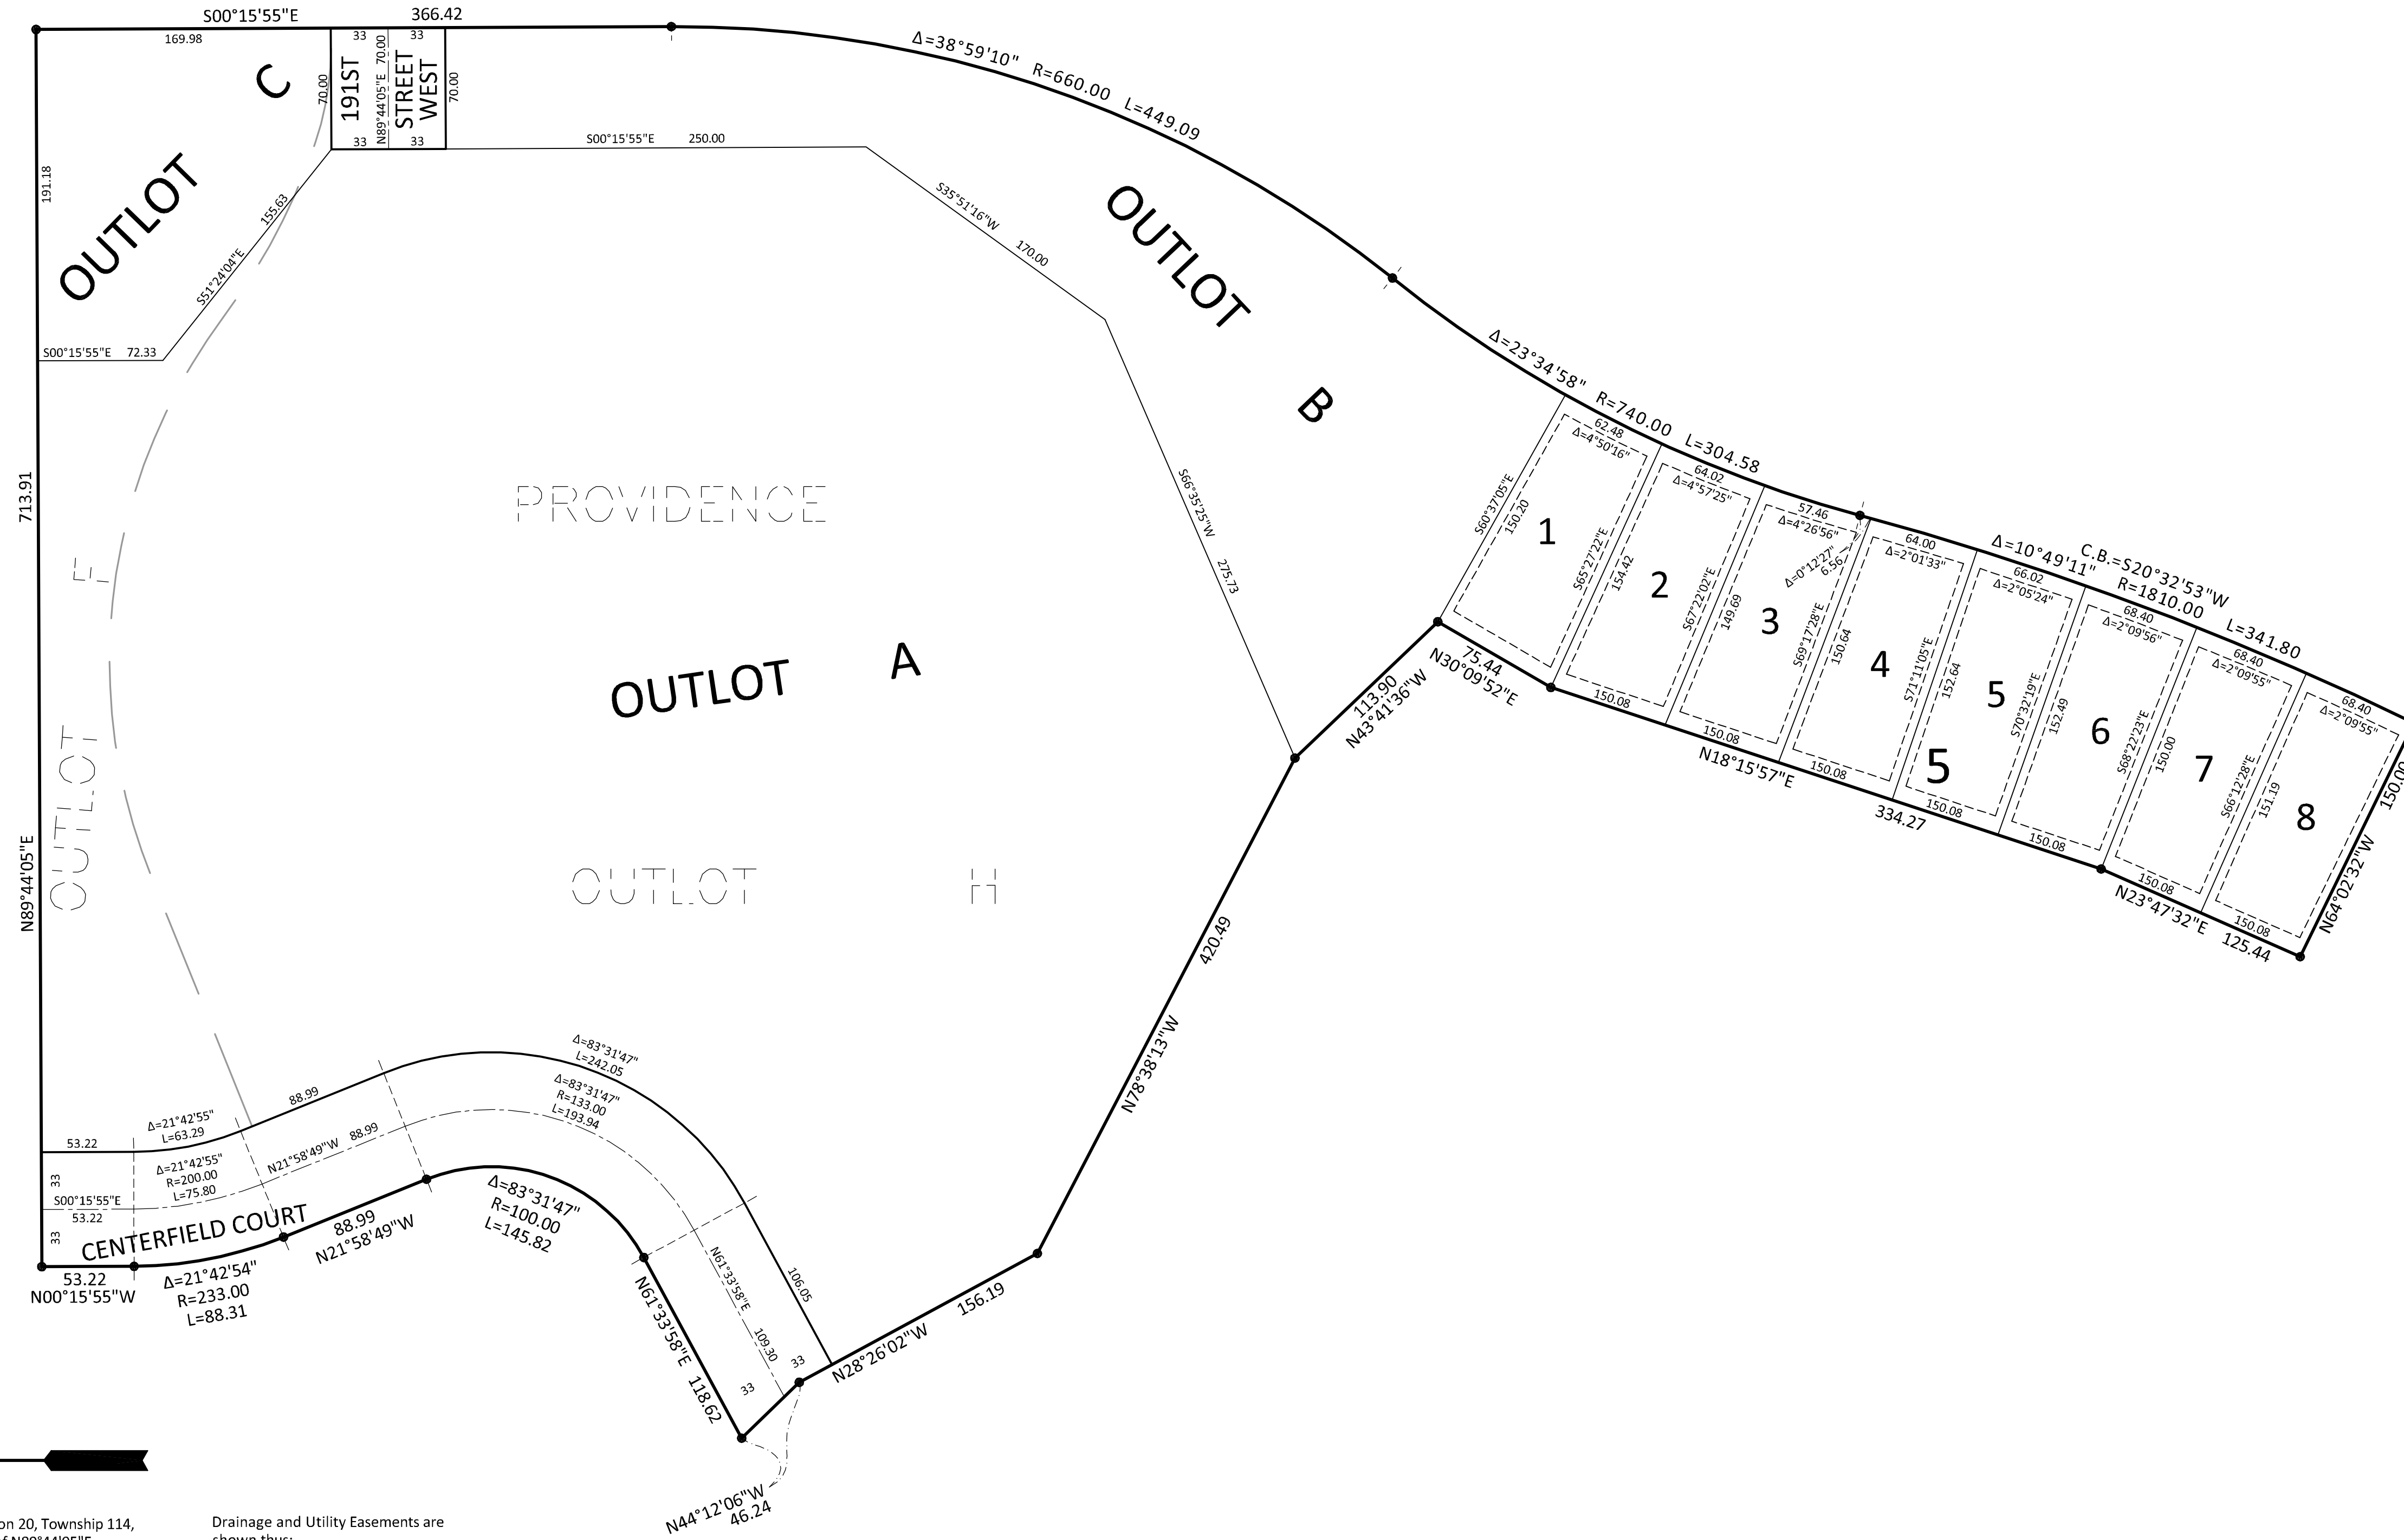 S00°15'55"E 366.42
169.98
33 33
70.00
191ST
N89°44'05"E 70.00
STREET
WEST
70.00
33 33
OUTLOT C
191.18
S51°24'04"E 155.63
S00°15'55"E 72.33
S00°15'55"E 250.00
S35°51'16"W 170.00
S66°35'25"W 275.73
Δ=38°59'10" R=660.00 L=449.09
OUTLOT B
713.91
N89°44'05"E
OUTLOT F
PROVIDENCE
OUTLOT A
OUTLOT H
Δ=23°34'58" R=740.00 L=304.58
62.48
Δ=4°50'16"
S60°37'05"E
150.20
1
S65°27'22"E
154.42
64.02
Δ=4°57'25"
2
150.08
S67°22'02"E
149.69
57.46
Δ=4°26'56"
Δ=0°12'27"
6.56
3
150.08
S69°17'28"E
150.64
64.00
Δ=2°01'33"
4
150.08
S71°11'05"E
152.64
66.02
Δ=2°05'24"
5
150.08
5
S70°32'19"E
152.49
68.40
Δ=2°09'56"
6
150.08
S68°22'23"E
150.00
68.40
Δ=2°09'55"
7
150.08
S66°12'28"E
151.19
68.40
Δ=2°09'55"
8
150.08
C.B.=S20°32'53"W
Δ=10°49'11" R=1810.00 L=341.80
150.00
N64°02'32"W
N23°47'32"E 125.44
N18°15'57"E 334.27
75.44
N30°09'52"E
113.90
N43°41'36"W
420.49
N78°38'13"W
156.19
N28°26'02"W
Δ=83°31'47"
L=242.05
Δ=83°31'47"
R=133.00
L=193.94
Δ=83°31'47"
R=100.00
L=145.82
88.99
N21°58'49"W 88.99
88.99
N21°58'49"W
Δ=21°42'55"
L=63.29
Δ=21°42'55"
R=200.00
L=75.80
53.22
33
S00°15'55"E
53.22
33
CENTERFIELD COURT
53.22
N00°15'55"W
Δ=21°42'54"
R=233.00
L=88.31
106.05
N61°33'58"E 109.30
33
33
N61°33'58"E 118.62
N44°12'06"W
46.24
on 20, Township 114,
Drainage and Utility Easements are
shown thus: